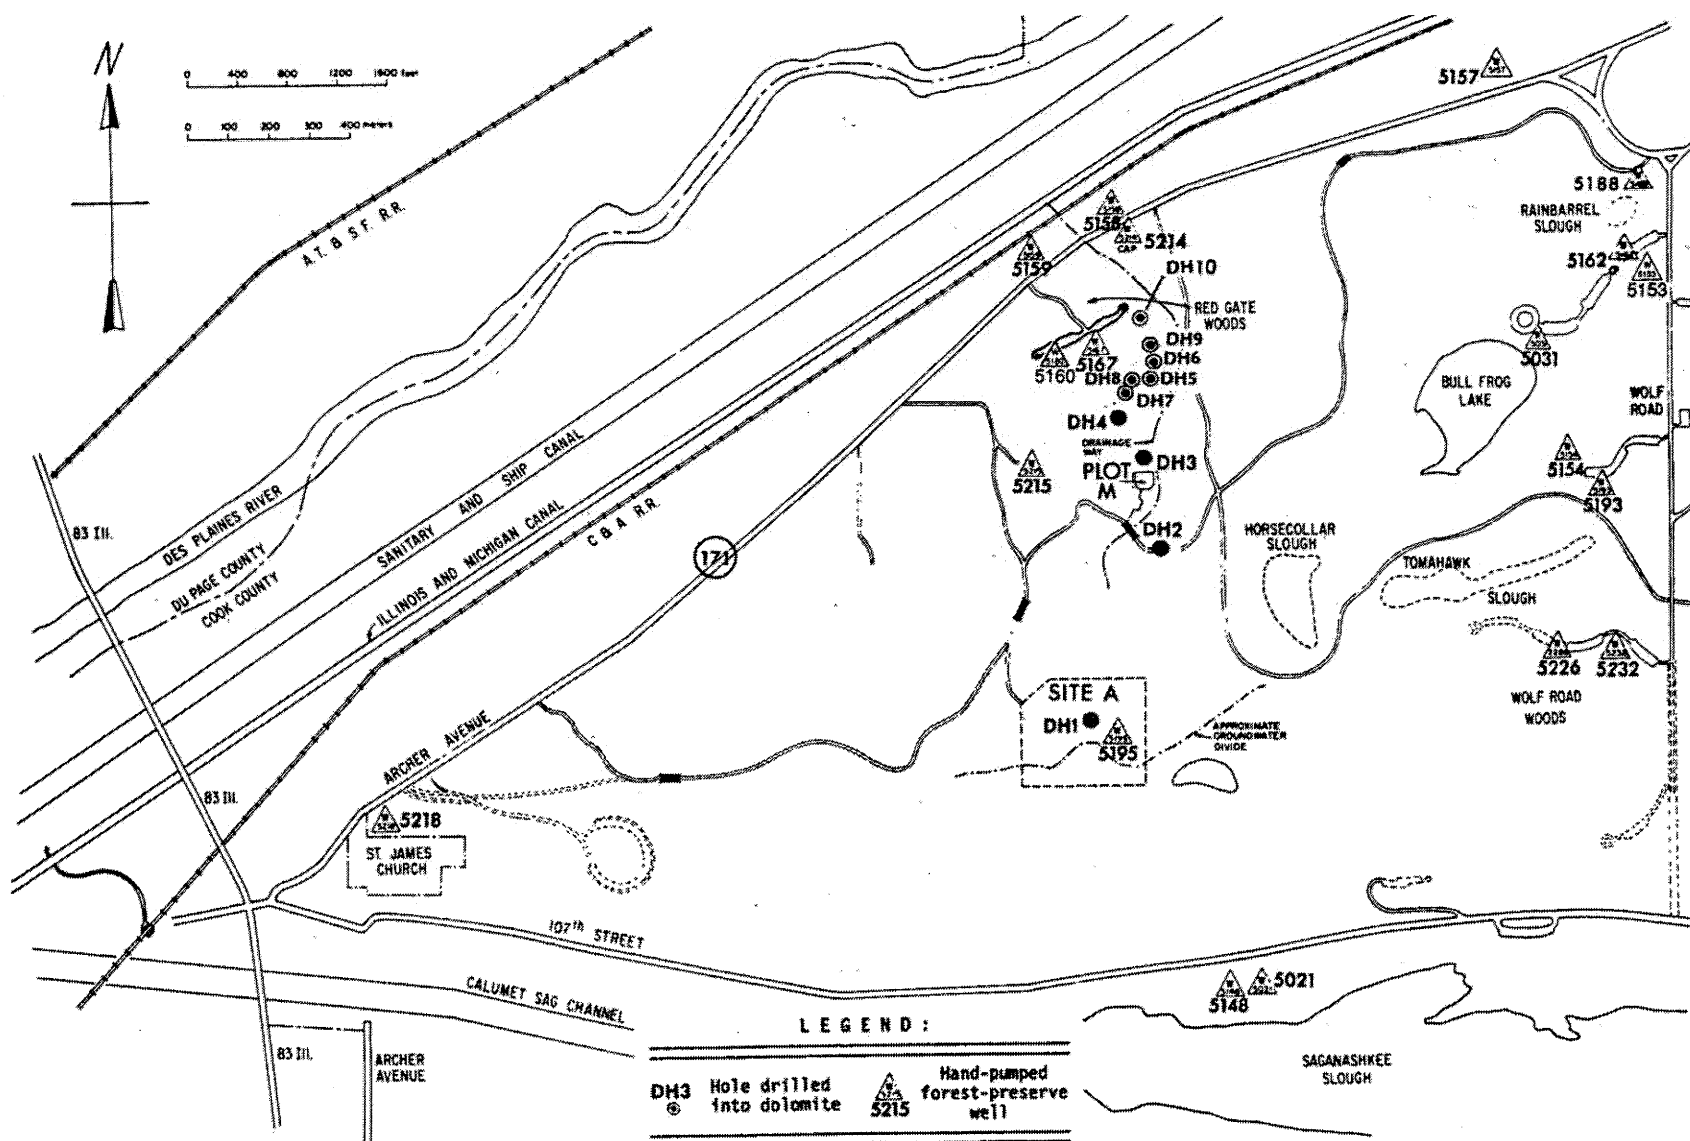 N
0 400 800 1200 1600 feet
0 100 200 300 400 meters
A.T. & S.F. R.R.
5157
5188
RAINBARREL
SLOUGH
5158
5214
CAP
5159
DH10
5162
5153
RED GATE
WOODS
DH9
DH6
5167
5160
DH8
DH5
DH7
5031
BULL FROG
LAKE
WOLF
ROAD
DH4
DRAINAGE
WAY
DH3
PLOT
M
5215
5154
5193
DH2
HORSECOLLAR
SLOUGH
TOMAHAWK
SLOUGH
83 Ill.
DES PLAINES RIVER
DU PAGE COUNTY
COOK COUNTY
SANITARY AND SHIP CANAL
ILLINOIS AND MICHIGAN CANAL
C & A R.R.
171
5226
5232
WOLF ROAD
WOODS
SITE A
DH1
5195
APPROXIMATE
GROUNDWATER
DIVIDE
ARCHER AVENUE
83 Ill.
5218
ST. JAMES
CHURCH
107th STREET
CALUMET SAG CHANNEL
5148
5021
83 Ill.
ARCHER
AVENUE
SAGANASHKEE
SLOUGH
LEGEND:
DH3 Hole drilled
into dolomite
5215 Hand-pumped
forest-preserve
well